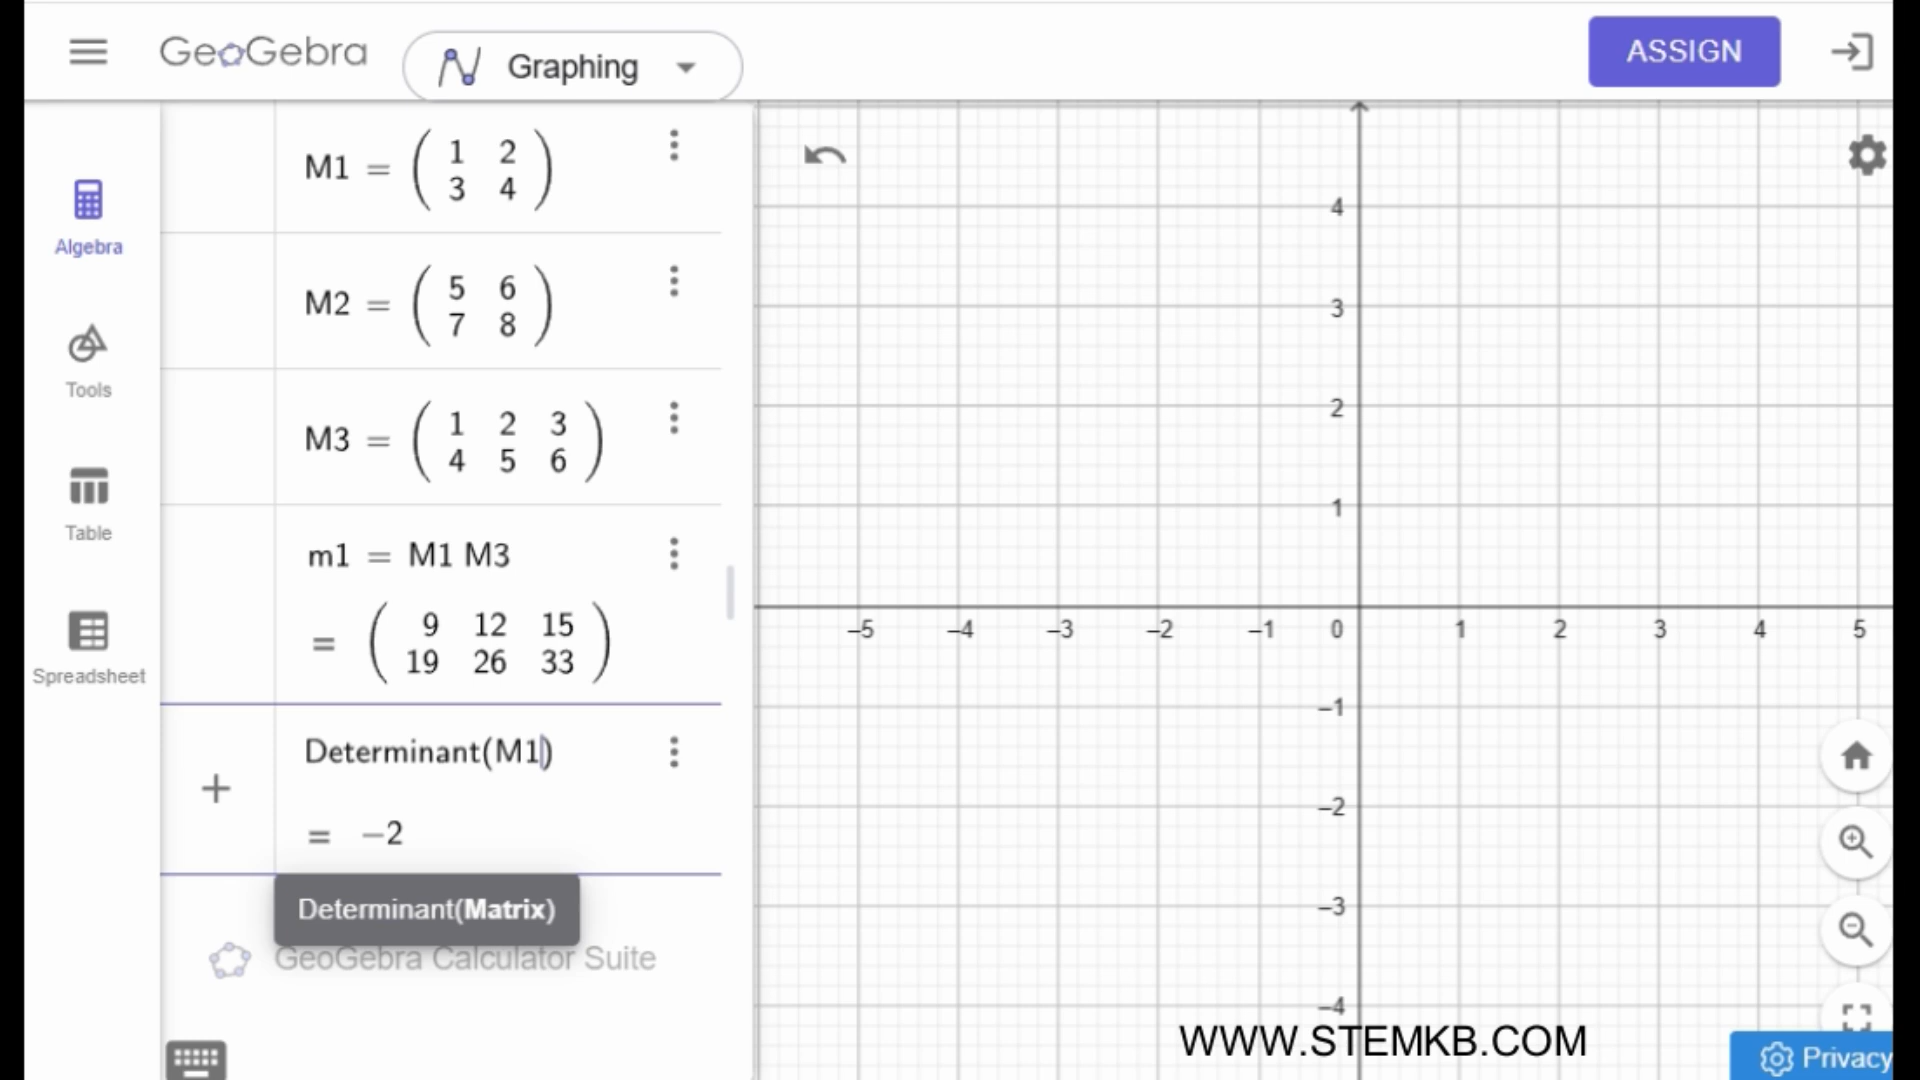 GeoGebra
Graphing
ASSIGN
Algebra
Tools
Table
Spreadsheet
M1 = ( 1 2
3 4 )
M2 = ( 5 6
7 8 )
M3 = ( 1 2 3
4 5 6 )
m1 = M1 M3
= ( 9 12 15
19 26 33 )
Determinant(M1)
= −2
Determinant(Matrix)
GeoGebra Calculator Suite
4
3
2
1
−5 −4 −3 −2 −1 0 1 2 3 4 5
−1
−2
−3
−4
WWW.STEMKB.COM
Privacy